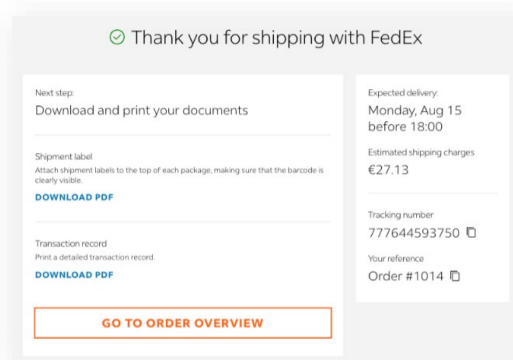 Thank you for shipping with FedEx
Next step:
Download and print your documents
Shipment label
Attach shipment labels to the top of each package, making sure that the barcode is
clearly visible.
DOWNLOAD PDF
Transaction record
Print a detailed transaction record.
DOWNLOAD PDF
GO TO ORDER OVERVIEW
Expected delivery:
Monday, Aug 15
before 18:00
Estimated shipping charges
€27.13
Tracking number
777644593750
Your reference
Order #1014